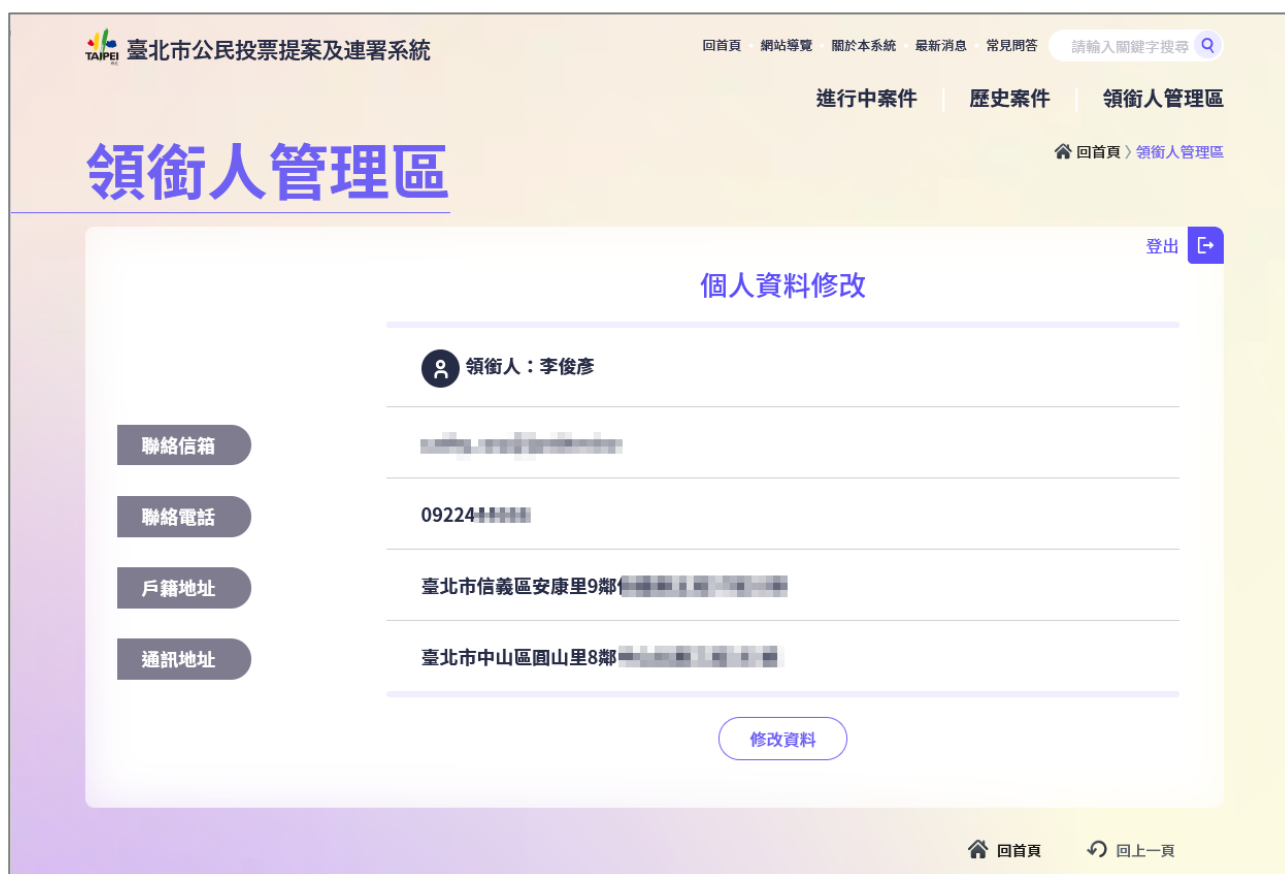 TAIPEI 臺北市公民投票提案及連署系統
回首頁 網站導覽 關於本系統 最新消息 常見問答 請輸入關鍵字搜尋
進行中案件 歷史案件 領銜人管理區
領銜人管理區
回首頁 〉領銜人管理區
登出
個人資料修改
領銜人：李俊彥
聯絡信箱
聯絡電話 09224
戶籍地址 臺北市信義區安康里9鄰
通訊地址 臺北市中山區圓山里8鄰
修改資料
回首頁 回上一頁